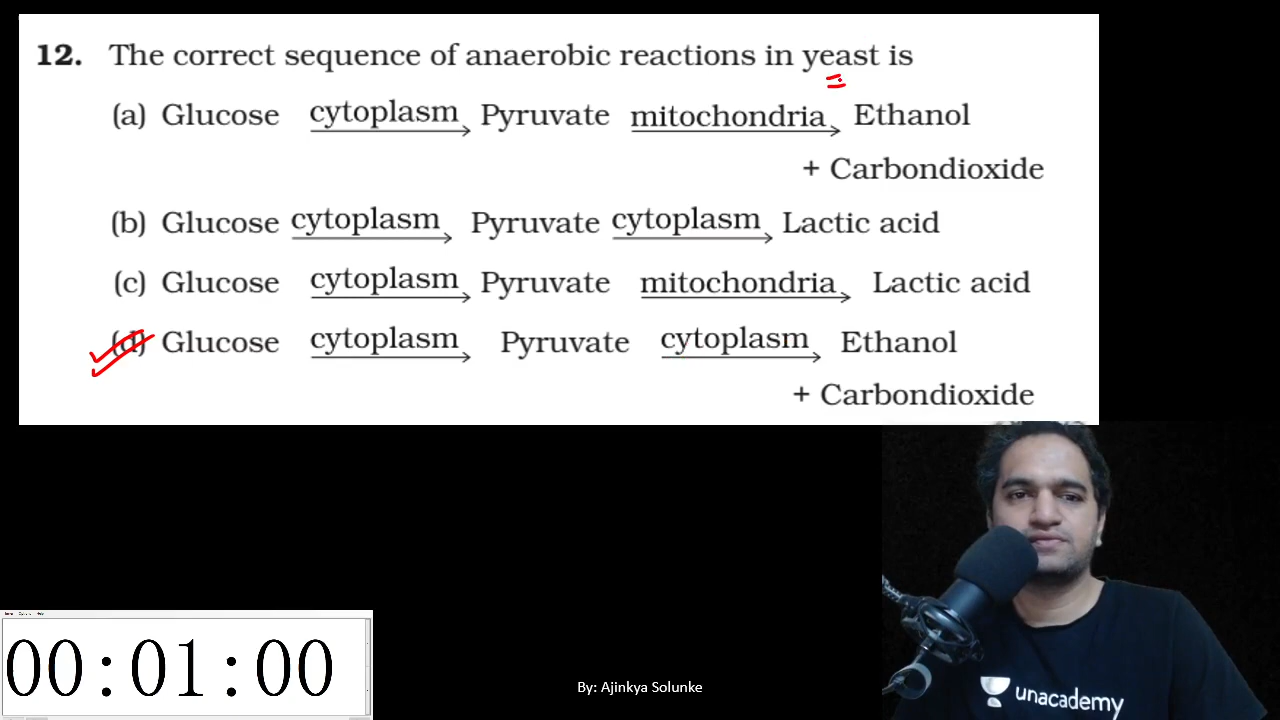 12. The correct sequence of anaerobic reactions in yeast is
(a) Glucose cytoplasm Pyruvate mitochondria Ethanol
+ Carbondioxide
(b) Glucose cytoplasm Pyruvate cytoplasm Lactic acid
(c) Glucose cytoplasm Pyruvate mitochondria Lactic acid
(d) Glucose cytoplasm Pyruvate cytoplasm Ethanol
+ Carbondioxide
00:01:00
By: Ajinkya Solunke
unacademy